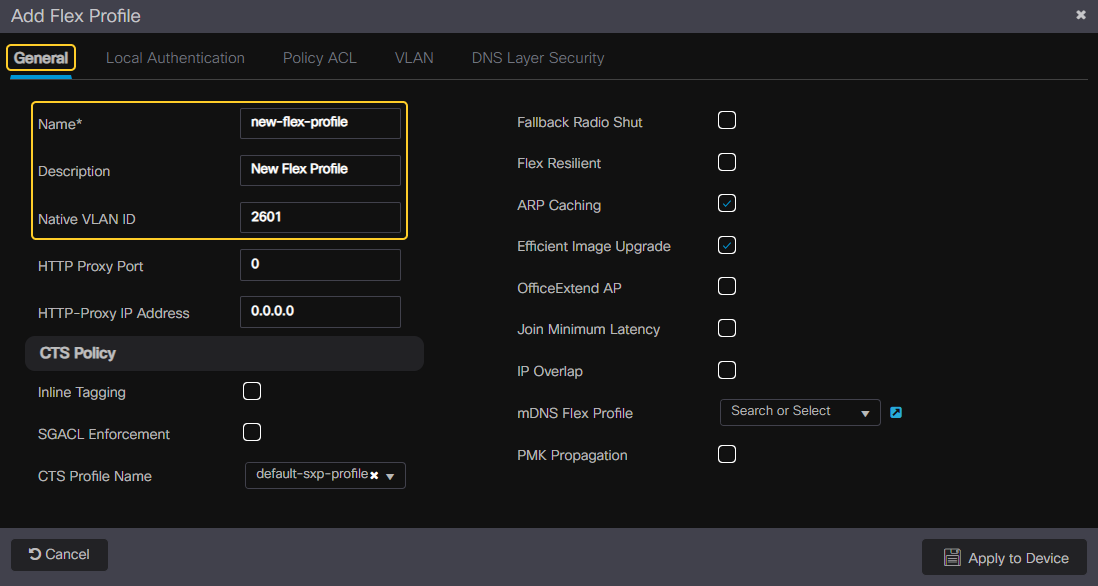 Add Flex Profile
General Local Authentication Policy ACL VLAN DNS Layer Security
Name* new-flex-profile
Description New Flex Profile
Native VLAN ID 2601
HTTP Proxy Port 0
HTTP-Proxy IP Address 0.0.0.0
CTS Policy
Inline Tagging
SGACL Enforcement
CTS Profile Name default-sxp-profile
Fallback Radio Shut
Flex Resilient
ARP Caching
Efficient Image Upgrade
OfficeExtend AP
Join Minimum Latency
IP Overlap
mDNS Flex Profile Search or Select
PMK Propagation
Cancel
Apply to Device